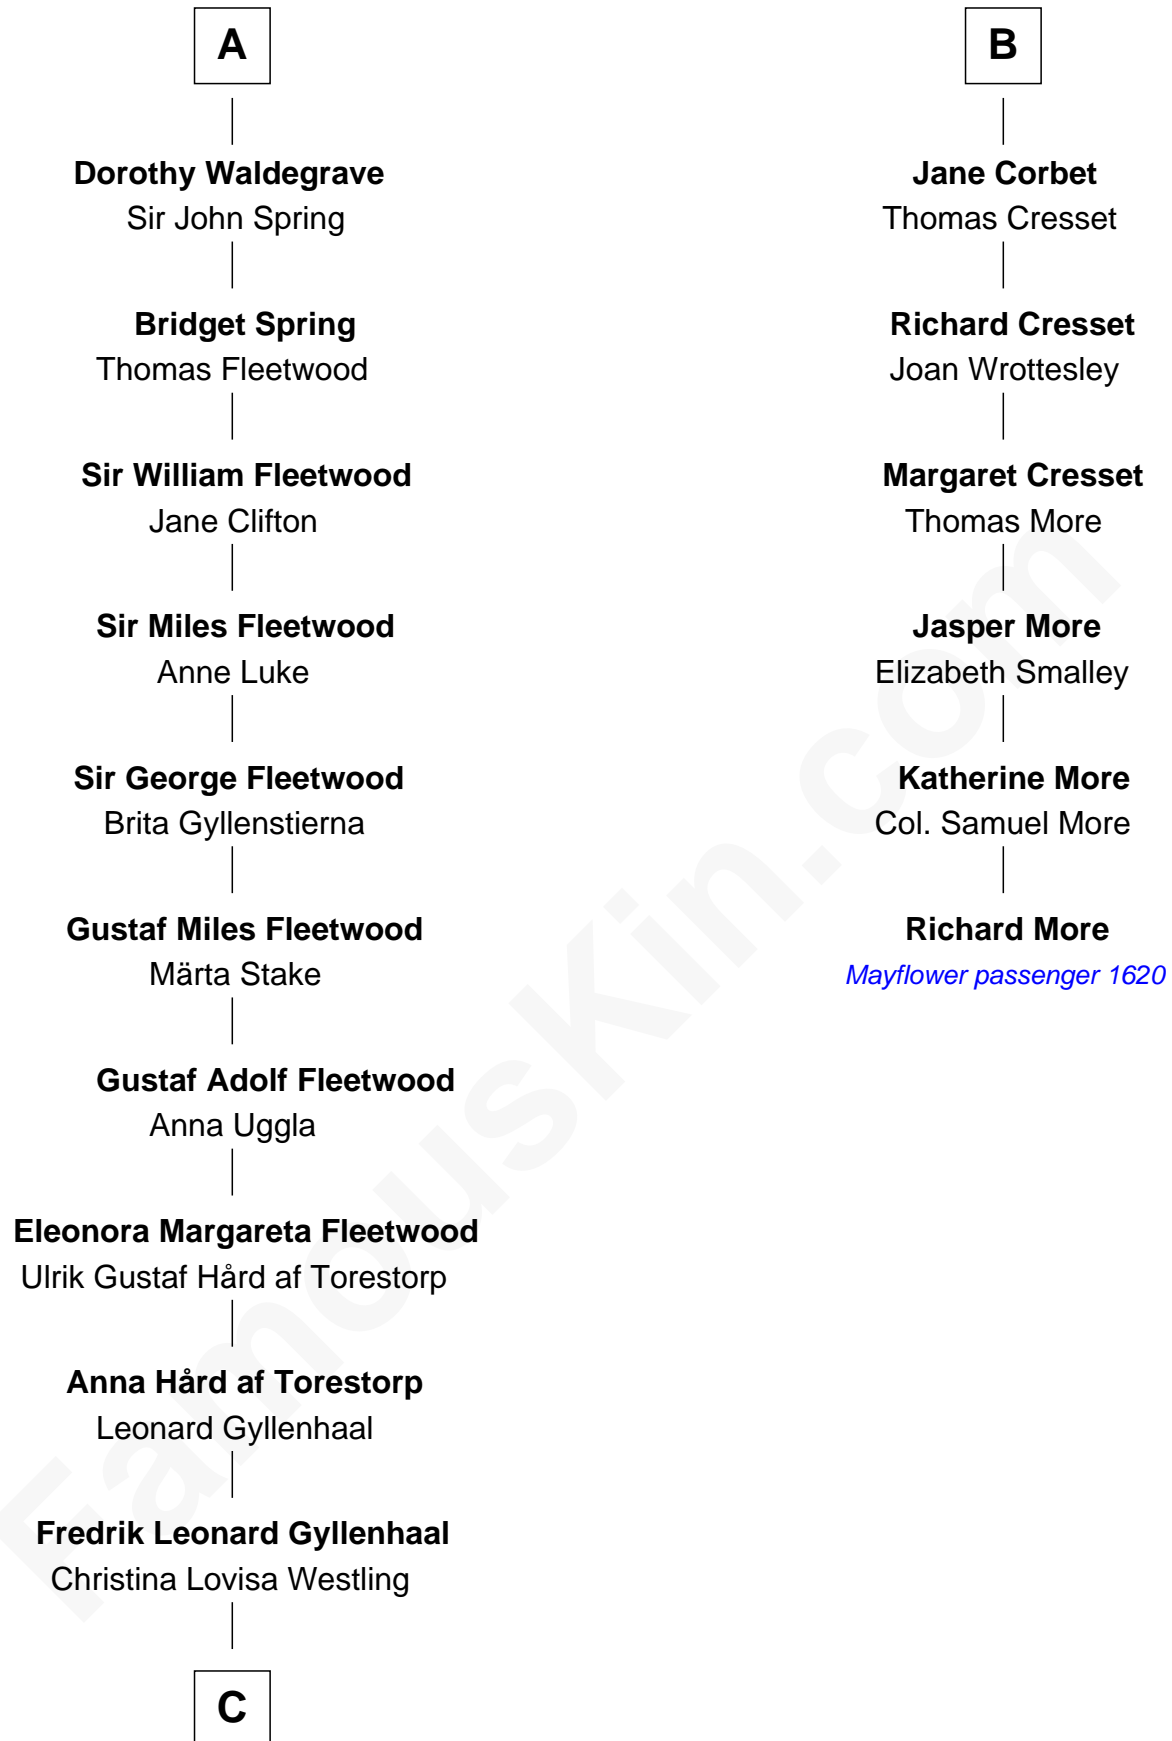 A
Dorothy Waldegrave
Sir John Spring
Bridget Spring
Thomas Fleetwood
Sir William Fleetwood
Jane Clifton
Sir Miles Fleetwood
Anne Luke
Sir George Fleetwood
Brita Gyllenstierna
Gustaf Miles Fleetwood
Märta Stake
Gustaf Adolf Fleetwood
Anna Uggla
Eleonora Margareta Fleetwood
Ulrik Gustaf Hård af Torestorp
Anna Hård af Torestorp
Leonard Gyllenhaal
Fredrik Leonard Gyllenhaal
Christina Lovisa Westling
C
B
Jane Corbet
Thomas Cresset
Richard Cresset
Joan Wrottesley
Margaret Cresset
Thomas More
Jasper More
Elizabeth Smalley
Katherine More
Col. Samuel More
Richard More
Mayflower passenger 1620
FamousKin.com